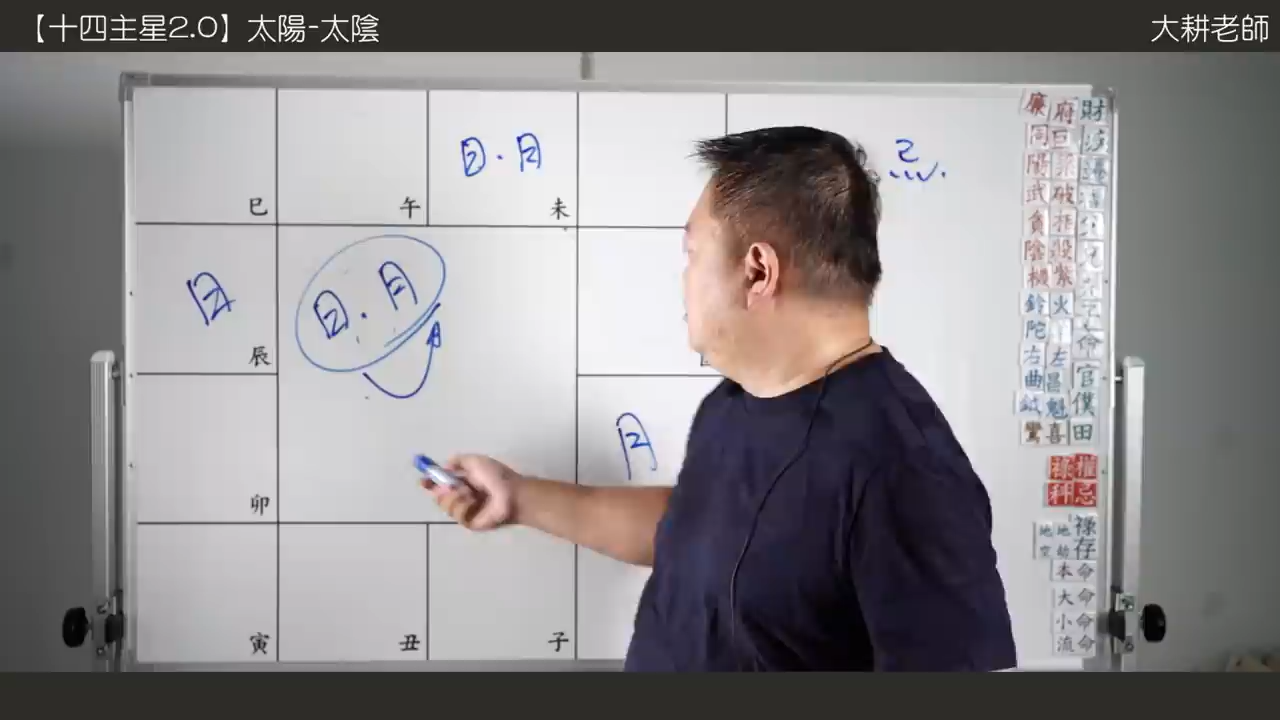 【十四主星2.0】太陽-太陰
大耕老師
日·月
忌
巳
午
未
日
日·月
辰
月
卯
寅
丑
子
廉府財
同巨
陽梁
武破
貪
陰殺
機紫
鈴火
陀
命
右左官
曲昌
魁僕
鸞喜田
祿權
科忌
地地祿
空劫存
本命
大命
小命
流命